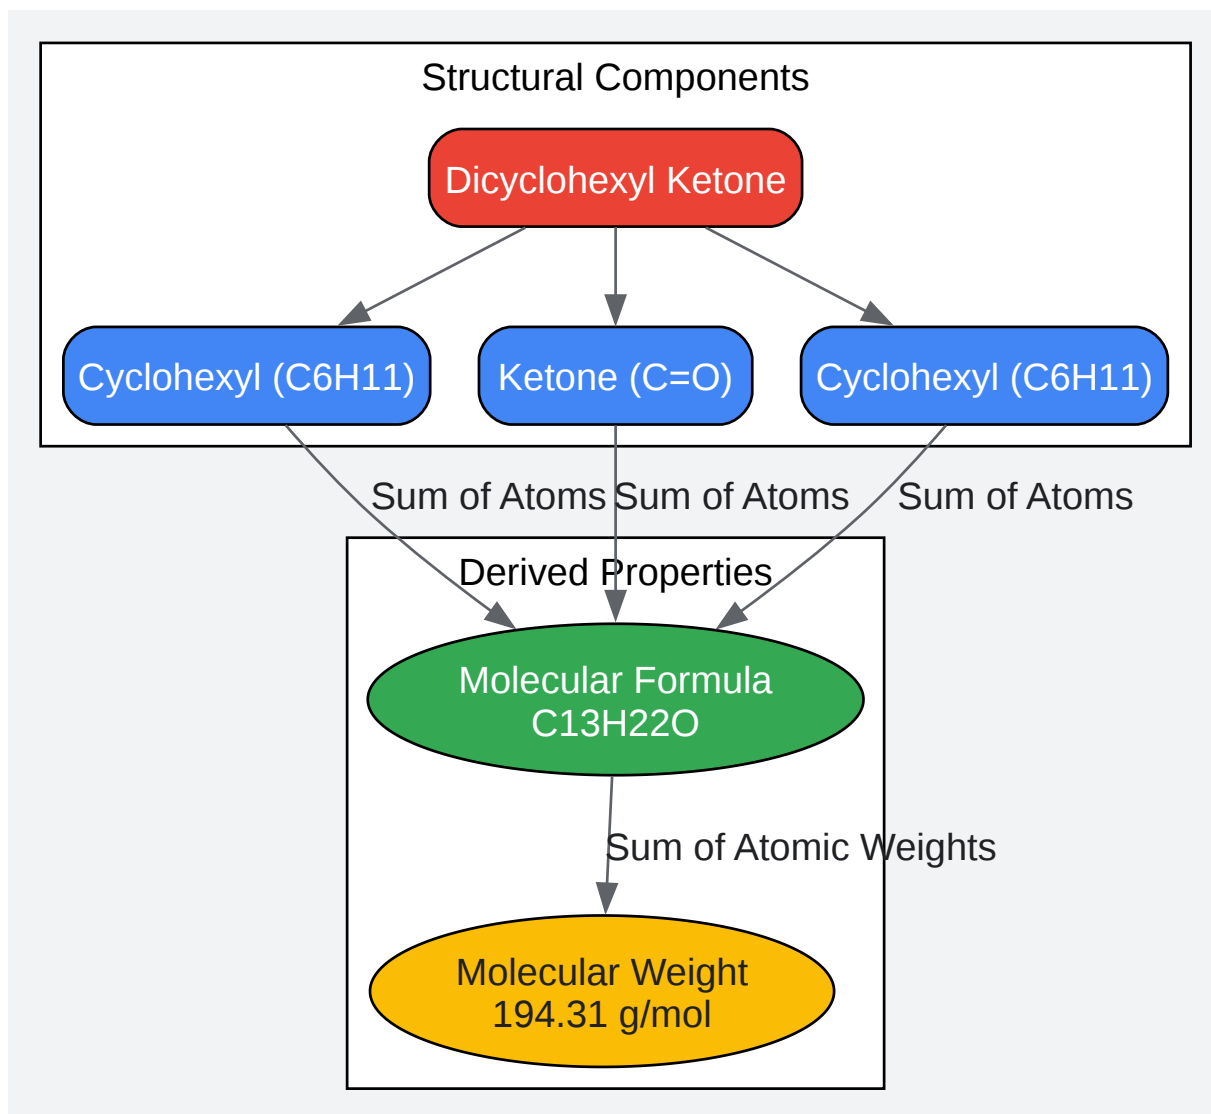 Structural Components
Dicyclohexyl Ketone
Cyclohexyl (C6H11)
Ketone (C=O)
Cyclohexyl (C6H11)
Sum of Atoms
Sum of Atoms
Sum of Atoms
Derived Properties
Molecular Formula
C13H22O
Sum of Atomic Weights
Molecular Weight
194.31 g/mol